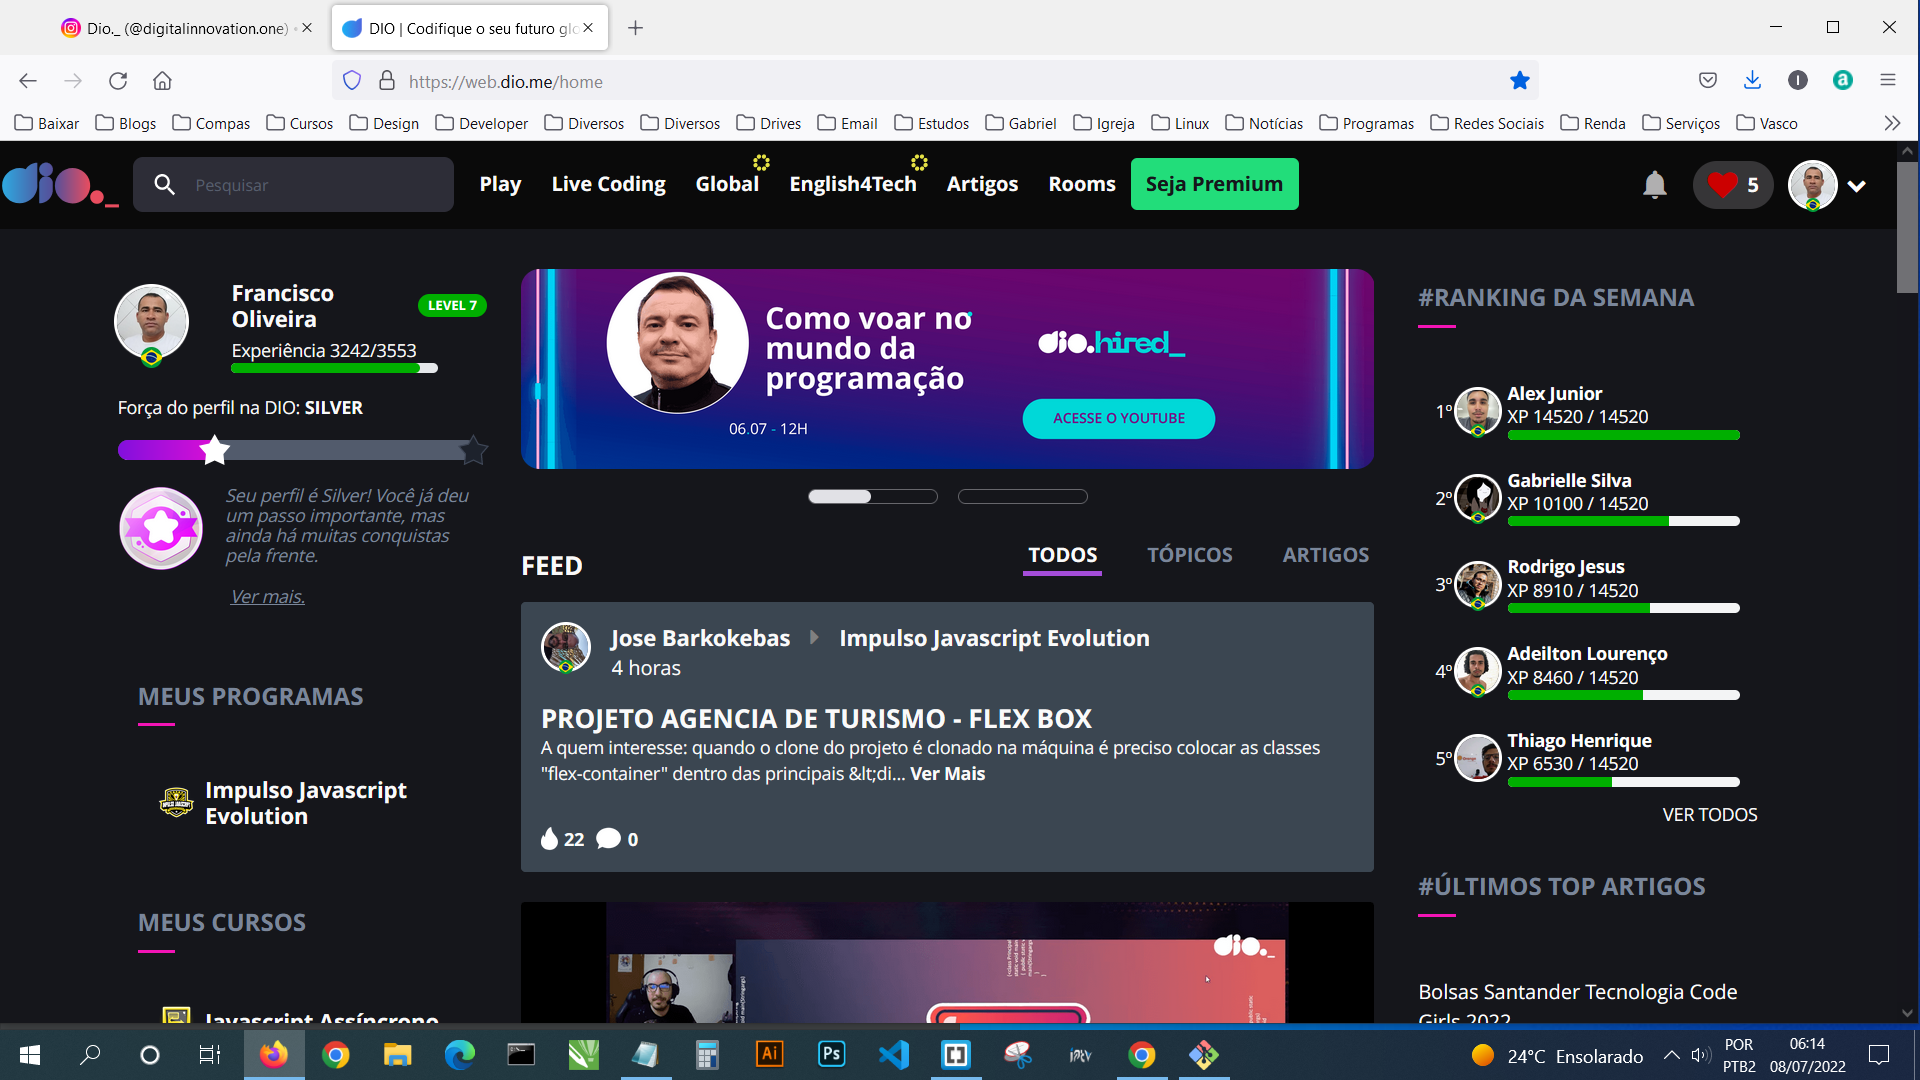 Dio._ (@digitalinnovation.one) •
DIO | Codifique o seu futuro glo
https://web.dio.me/home
Baixar Blogs Compas Cursos Design Developer Diversos Diversos Drives Email Estudos Gabriel Igreja Linux Notícias Programas Redes Sociais Renda Serviços Vasco
dio._
Pesquisar
Play Live Coding Global English4Tech Artigos Rooms Seja Premium
5
Francisco
Oliveira
LEVEL 7
Experiência 3242/3553
Força do perfil na DIO: SILVER
Seu perfil é Silver! Você já deu
um passo importante, mas
ainda há muitas conquistas
pela frente.
Ver mais.
MEUS PROGRAMAS
Impulso Javascript
Evolution
MEUS CURSOS
Javascript Assíncrono
Como voar no
mundo da
programação
06.07 - 12H
dio.hired_
ACESSE O YOUTUBE
FEED
TODOS TÓPICOS ARTIGOS
Jose Barkokebas Impulso Javascript Evolution
4 horas
PROJETO AGENCIA DE TURISMO - FLEX BOX
A quem interesse: quando o clone do projeto é clonado na máquina é preciso colocar as classes
"flex-container" dentro das principais &lt;di... Ver Mais
22 0
dio._
#RANKING DA SEMANA
1º Alex Junior
XP 14520 / 14520
2º Gabrielle Silva
XP 10100 / 14520
3º Rodrigo Jesus
XP 8910 / 14520
4º Adeilton Lourenço
XP 8460 / 14520
5º Thiago Henrique
XP 6530 / 14520
VER TODOS
#ÚLTIMOS TOP ARTIGOS
Bolsas Santander Tecnologia Code
Girls 2022
Ai Ps
24°C Ensolarado
POR
PTB2
06:14
08/07/2022